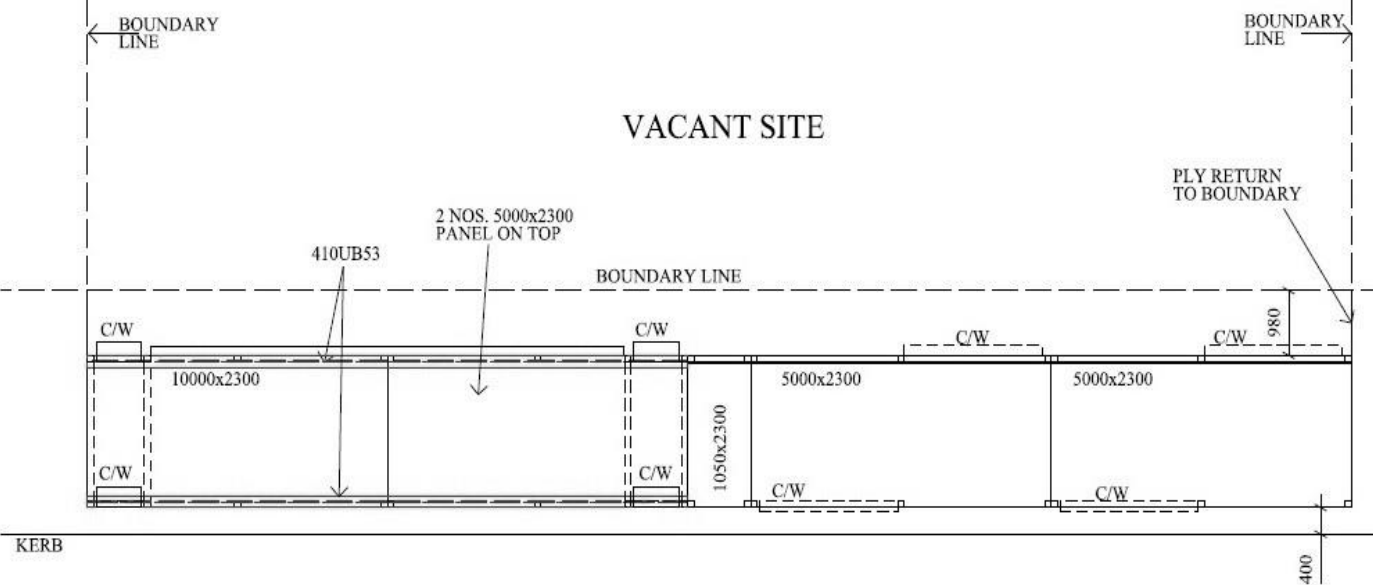 BOUNDARY
LINE
BOUNDARY
LINE
VACANT SITE
PLY RETURN
TO BOUNDARY
2 NOS. 5000x2300
PANEL ON TOP
410UB53
BOUNDARY LINE
980
C/W
C/W
C/W
C/W
10000x2300
5000x2300
5000x2300
1050x2300
C/W
C/W
C/W
C/W
KERB
400